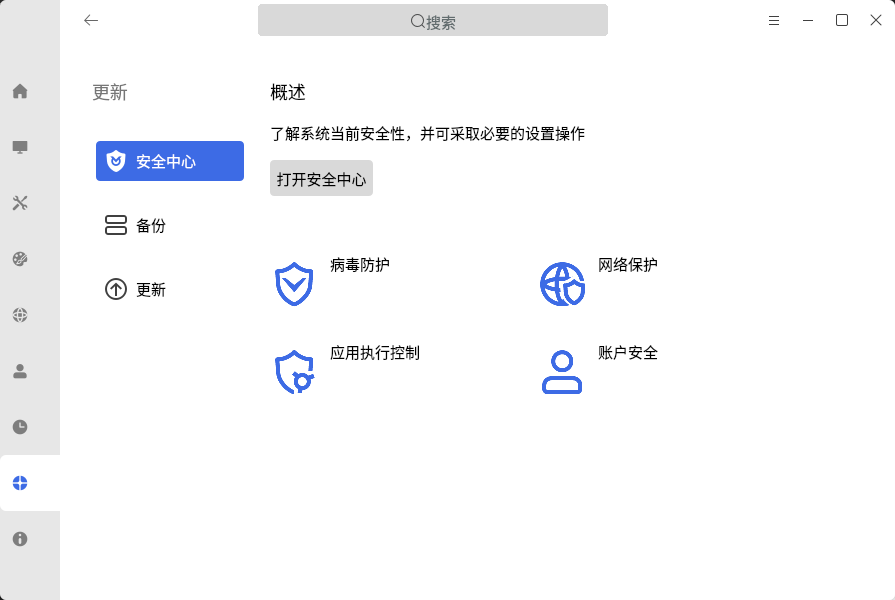 搜索
更新
安全中心
备份
更新
概述
了解系统当前安全性，并可采取必要的设置操作
打开安全中心
病毒防护
网络保护
应用执行控制
账户安全